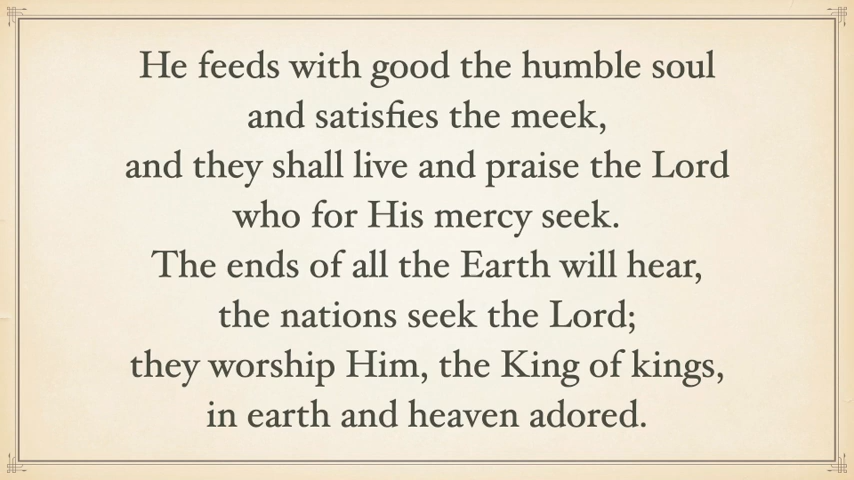 He feeds with good the humble soul
and satisfies the meek,
and they shall live and praise the Lord
who for His mercy seek.
The ends of all the Earth will hear,
the nations seek the Lord;
they worship Him, the King of kings,
in earth and heaven adored.